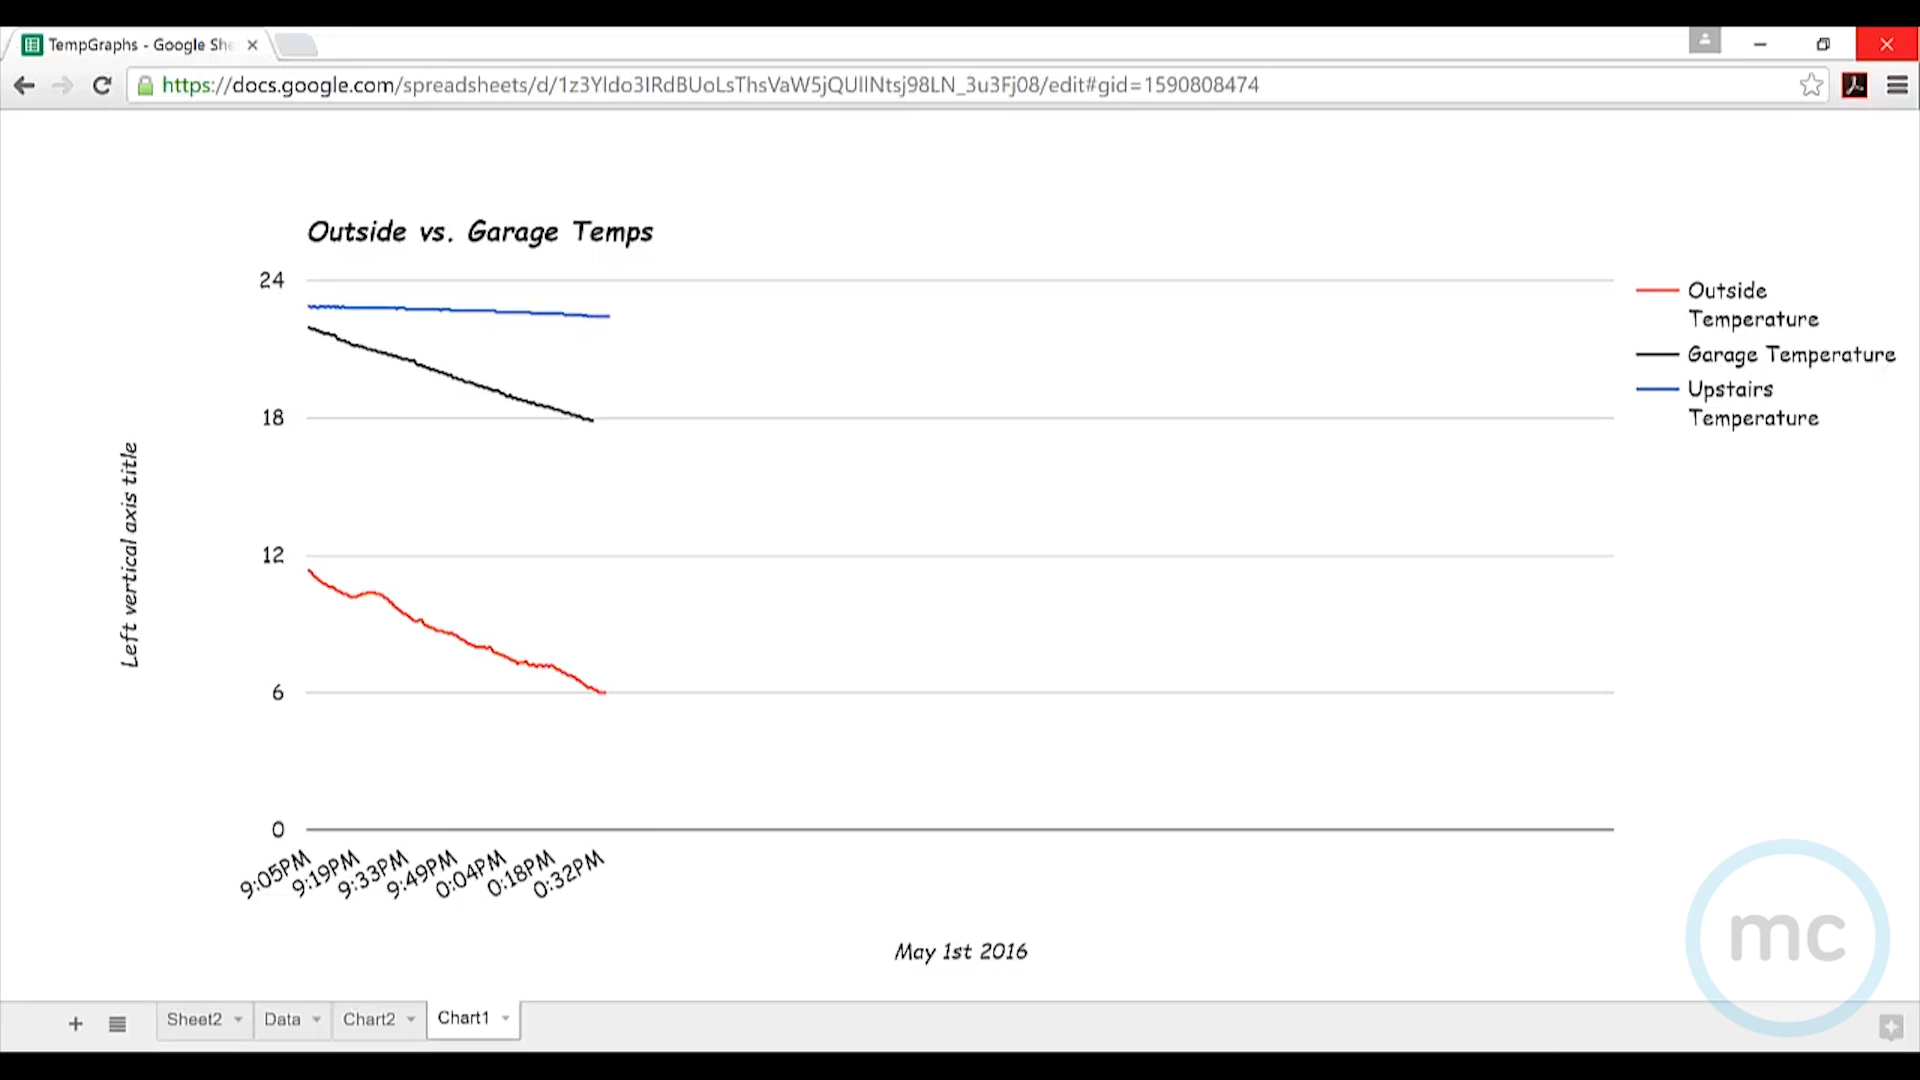 TempGraphs - Google She
https://docs.google.com/spreadsheets/d/1z3Yldo3IRdBUoLsThsVaW5jQUlINtsj98LN_3u3Fj08/edit#gid=1590808474
Outside vs. Garage Temps
24
18
12
6
0
Left vertical axis title
Outside
Temperature
Garage Temperature
Upstairs
Temperature
9:05PM
9:19PM
9:33PM
9:49PM
0:04PM
0:18PM
0:32PM
May 1st 2016
mc
Sheet2
Data
Chart2
Chart1